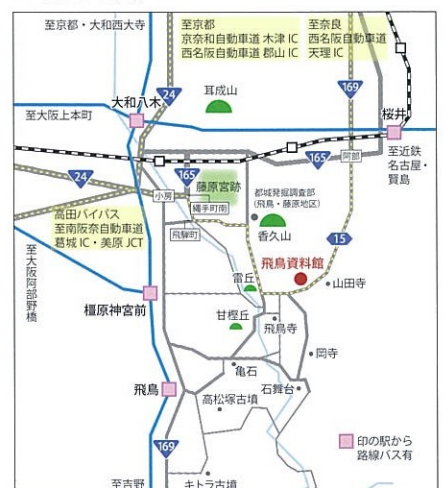 至京都・大和西大寺
至京都
京奈和自動車道 木津 IC
西名阪自動車道 郡山 IC
至奈良
西名阪自動車道
天理 IC
24
169
耳成山
大和八木
桜井
至大阪上本町
165
阿部
至近鉄
名古屋・
賢島
24
165
小房
藤原宮跡
縄手町南
飛騨町
都城発掘調査部
(飛鳥・藤原地区)
香久山
高田バイパス
至南阪奈自動車道
葛城 IC・美原 JCT
15
至大阪阿部野橋
飛鳥資料館
雷丘
山田寺
橿原神宮前
甘樫丘
飛鳥寺
岡寺
亀石
飛鳥
石舞台
高松塚古墳
印の駅から
路線バス有
169
至吉野
キトラ古墳